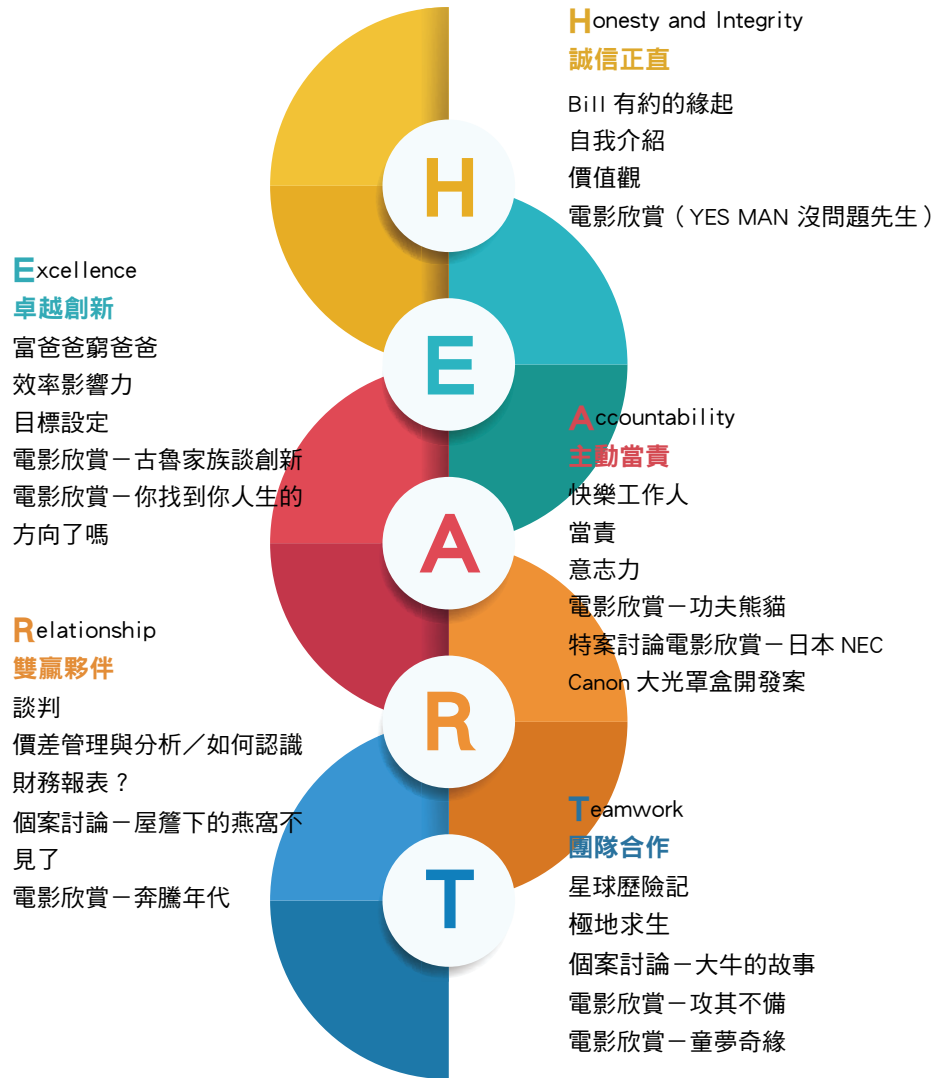 H
Honesty and Integrity
誠信正直
Bill 有約的緣起
自我介紹
價值觀
電影欣賞（YES MAN 沒問題先生）
E
Excellence
卓越創新
富爸爸窮爸爸
效率影響力
目標設定
電影欣賞－古魯家族談創新
電影欣賞－你找到你人生的
方向了嗎
A
Accountability
主動當責
快樂工作人
當責
意志力
電影欣賞－功夫熊貓
特案討論電影欣賞－日本 NEC
Canon 大光罩盒開發案
R
Relationship
雙贏夥伴
談判
價差管理與分析／如何認識
財務報表？
個案討論－屋簷下的燕窩不
見了
電影欣賞－奔騰年代
T
Teamwork
團隊合作
星球歷險記
極地求生
個案討論－大牛的故事
電影欣賞－攻其不備
電影欣賞－童夢奇緣